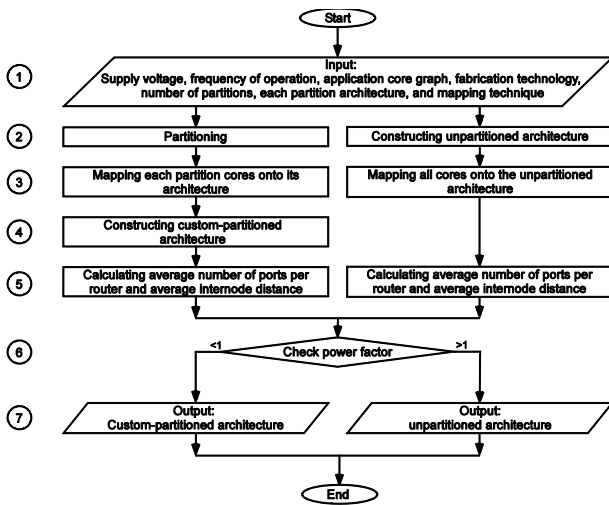 Start
1
Input:
Supply voltage, frequency of operation, application core graph, fabrication technology,
number of partitions, each partition architecture, and mapping technique
2
Partitioning
Constructing unpartitioned architecture
3
Mapping each partition cores onto its
architecture
Mapping all cores onto the unpartitioned
architecture
4
Constructing custom-partitioned
architecture
5
Calculating average number of ports per
router and average internode distance
Calculating average number of ports per
router and average internode distance
6
<1
Check power factor
>1
7
Output:
Custom-partitioned architecture
Output:
unpartitioned architecture
End